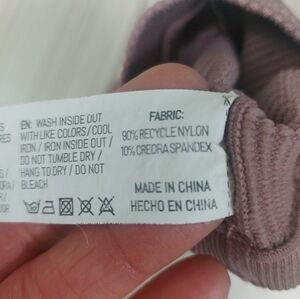 EN: WASH INSIDE OUT
WITH LIKE COLORS / COOL
IRON / IRON INSIDE OUT /
DO NOT TUMBLE DRY /
HANG TO DRY / DO NOT
BLEACH
FABRIC:
90% RECYCLE NYLON
10% CREORA SPANDEX
MADE IN CHINA
HECHO EN CHINA